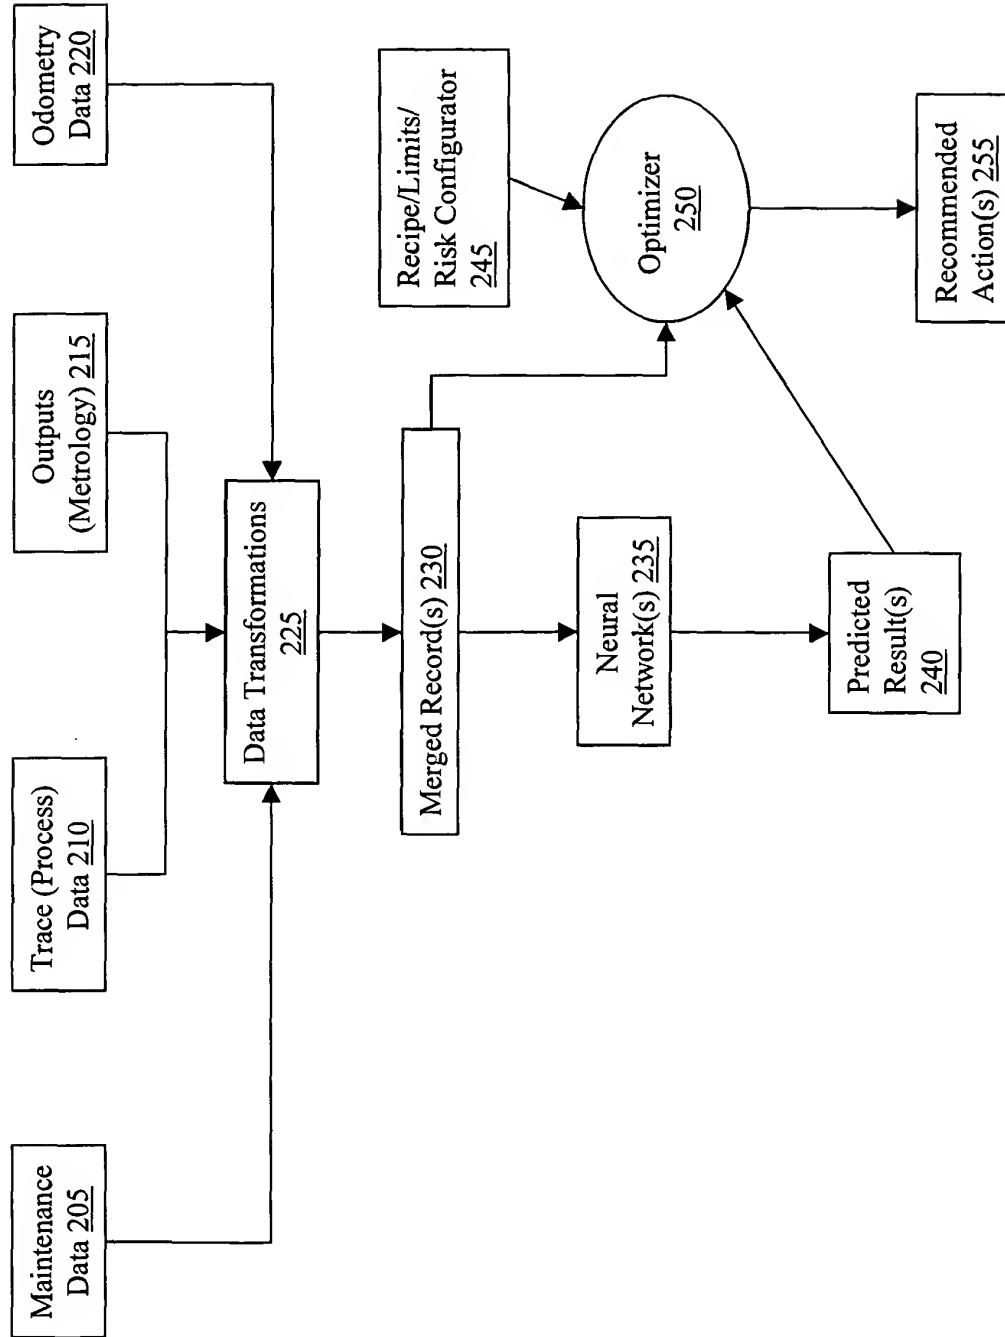 Maintenance
Data 205
Trace (Process)
Data 210
Outputs
(Metrology) 215
Odometry
Data 220
Data Transformations
225
Merged Record(s) 230
Recipe/Limits/
Risk Configurator
245
Neural
Network(s) 235
Optimizer
250
Predicted
Result(s)
240
Recommended
Action(s) 255